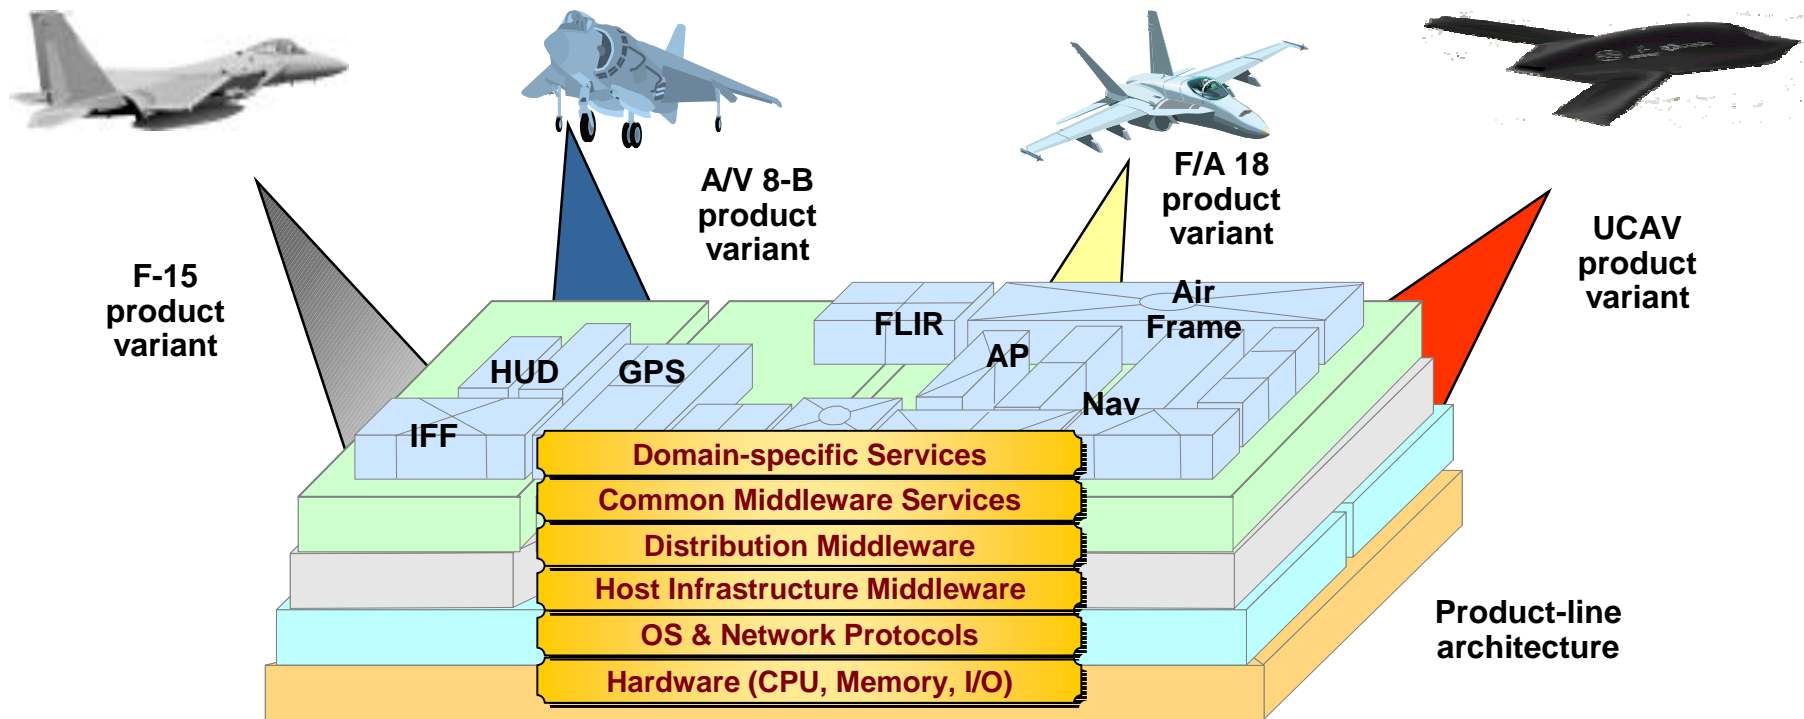 A/V 8-B
product
variant
F/A 18
product
variant
UCAV
product
variant
F-15
product
variant
Air
Frame
FLIR
AP
HUD
GPS
Nav
IFF
Domain-specific Services
Common Middleware Services
Distribution Middleware
Host Infrastructure Middleware
OS & Network Protocols
Hardware (CPU, Memory, I/O)
Product-line
architecture